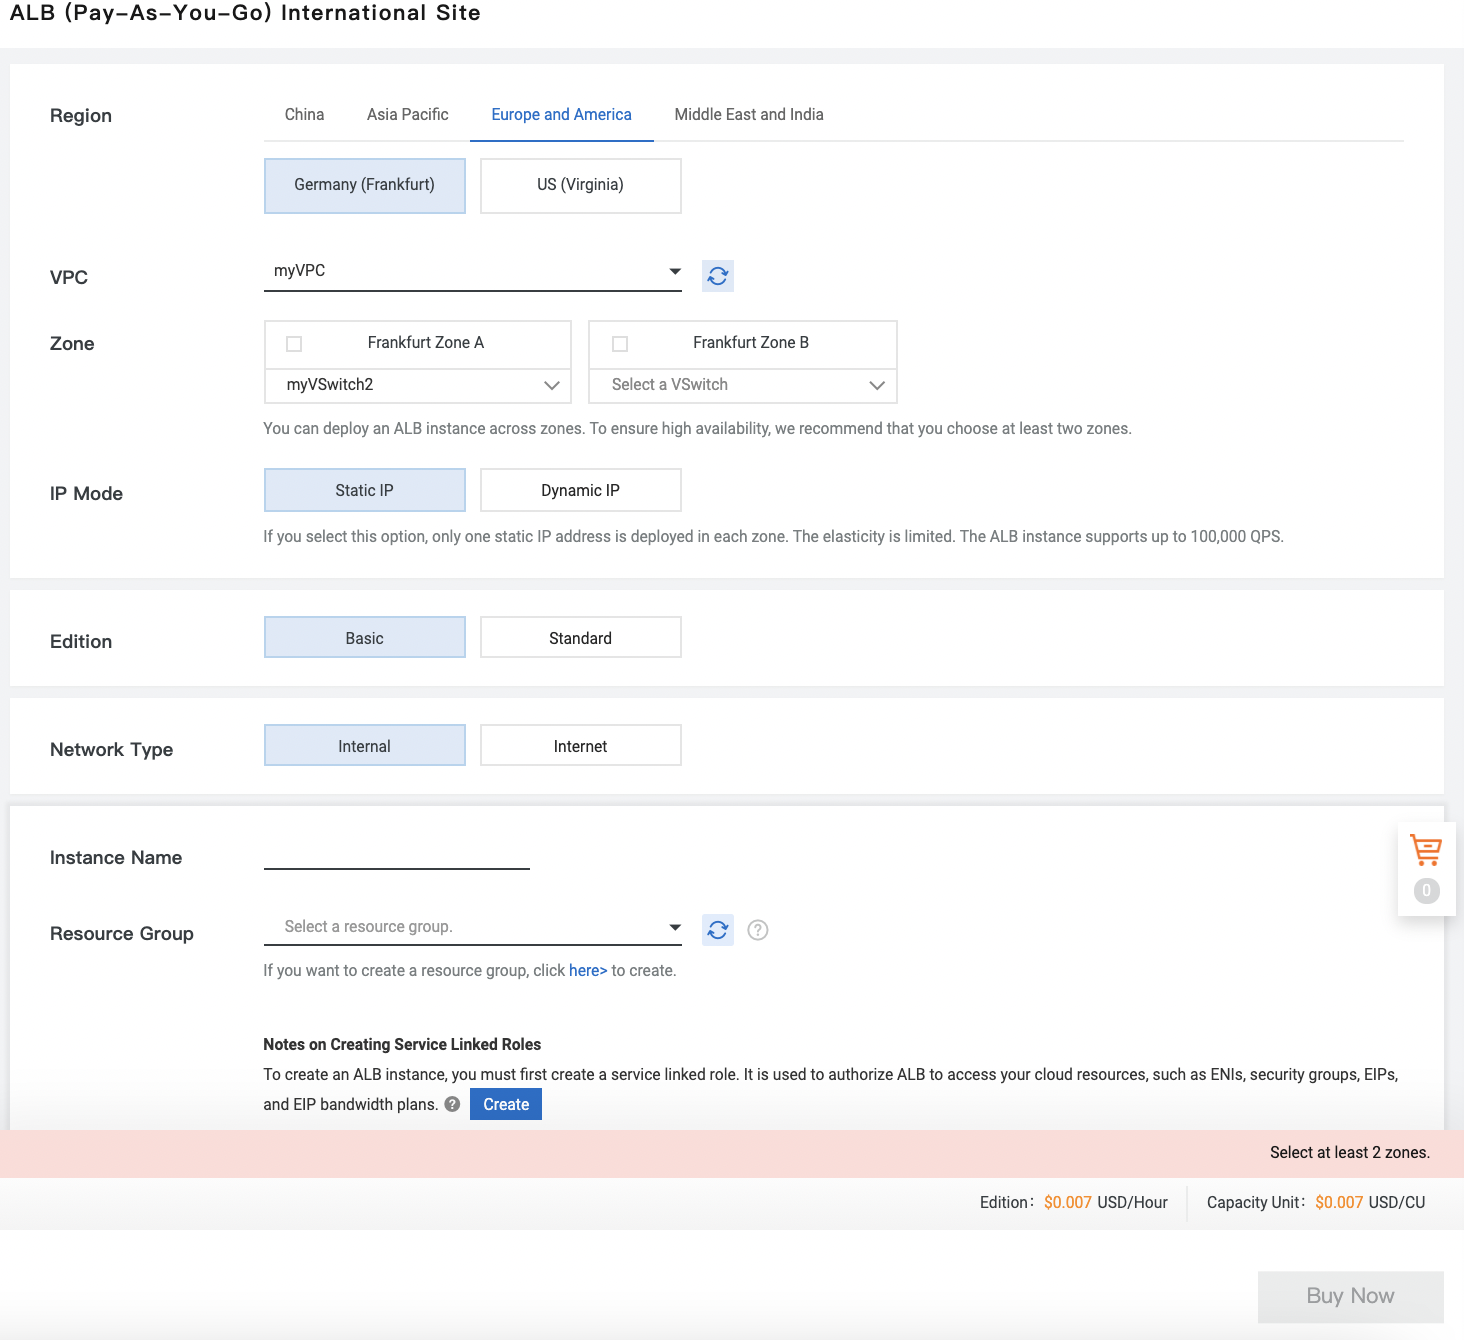 ALB (Pay-As-You-Go) International Site
Region
China Asia Pacific Europe and America Middle East and India
Germany (Frankfurt) US (Virginia)
VPC
myVPC
Zone
Frankfurt Zone A Frankfurt Zone B
myVSwitch2 Select a VSwitch
You can deploy an ALB instance across zones. To ensure high availability, we recommend that you choose at least two zones.
IP Mode
Static IP Dynamic IP
If you select this option, only one static IP address is deployed in each zone. The elasticity is limited. The ALB instance supports up to 100,000 QPS.
Edition
Basic Standard
Network Type
Internal Internet
Instance Name
0
Resource Group
Select a resource group.
?
If you want to create a resource group, click here> to create.
Notes on Creating Service Linked Roles
To create an ALB instance, you must first create a service linked role. It is used to authorize ALB to access your cloud resources, such as ENIs, security groups, EIPs,
and EIP bandwidth plans. ? Create
Select at least 2 zones.
Edition: $0.007 USD/Hour Capacity Unit: $0.007 USD/CU
Buy Now